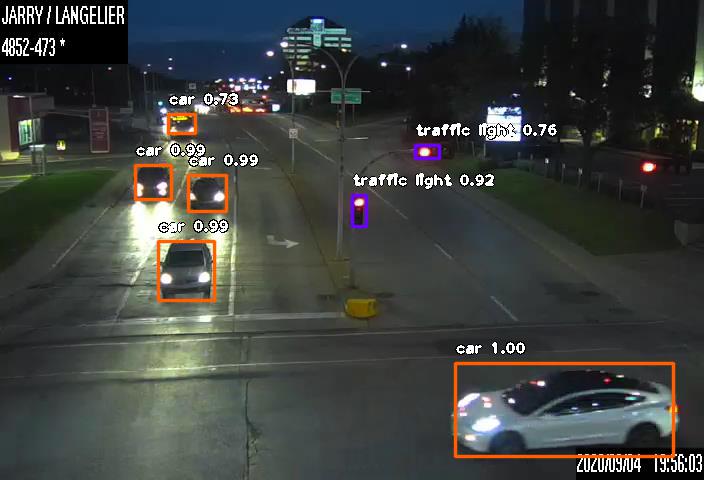 JARRY / LANGELIER
4852-473 *
car 0.73
traffic light 0.76
car 0.99
car 0.99
traffic light 0.92
car 0.99
car 1.00
2020/09/04 19:56:03